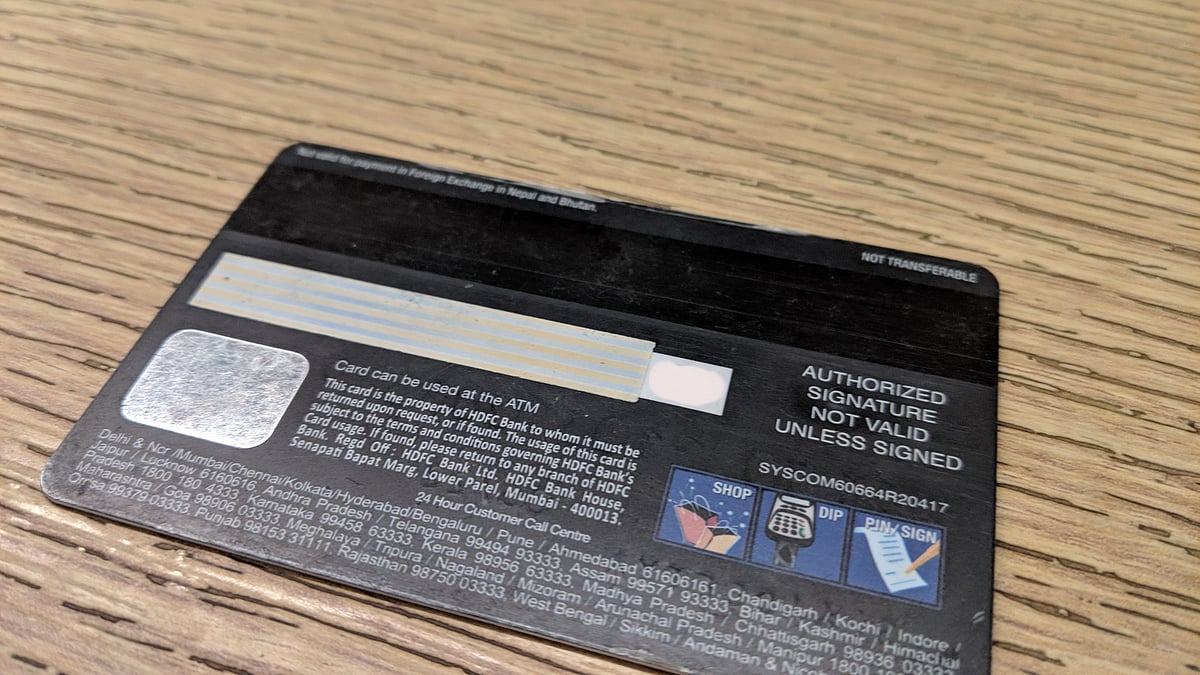 Not valid for payment in Foreign Exchange in Nepal and Bhutan.
NOT TRANSFERABLE
AUTHORIZED
SIGNATURE
NOT VALID
UNLESS SIGNED
Card can be used at the ATM
This card is the property of HDFC Bank to whom it must be
returned upon request, or if found. The usage of this card is
subject to the terms and conditions governing HDFC Bank's
Card usage. If found, please return to any branch of HDFC
Bank. Regd Off: HDFC Bank Ltd. HDFC Bank House,
Senapati Bapat Marg, Lower Parel, Mumbai - 400013.
SYSCOM60664R20417
SHOP
DIP
PIN/SIGN
24 Hour Customer Call Centre
Delhi & Ncr /Mumbai/Chennai/Kolkata/Hyderabad/Bengaluru / Pune / Ahmedabad 61606161, Chandigarh / Kochi / Indore /
Jaipur / Lucknow 6160616 Andhra Pradesh / Telangana 99494 93333, Assam 99571 93333, Bihar / Kashmir / Himachal
Pradesh 1800 180 4333, Karnataka 99458 63333, Kerala 98956 63333, Madhya Pradesh / Chhattisgarh 98936 03333,
Maharashtra / Goa 98906 03333, Meghalaya / Tripura / Nagaland / Mizoram / Arunachal Pradesh / Manipur 1800
Orrisa 99379 03333, Punjab 98153 31111, Rajasthan 98750 03333, West Bengal / Sikkim / Andaman &